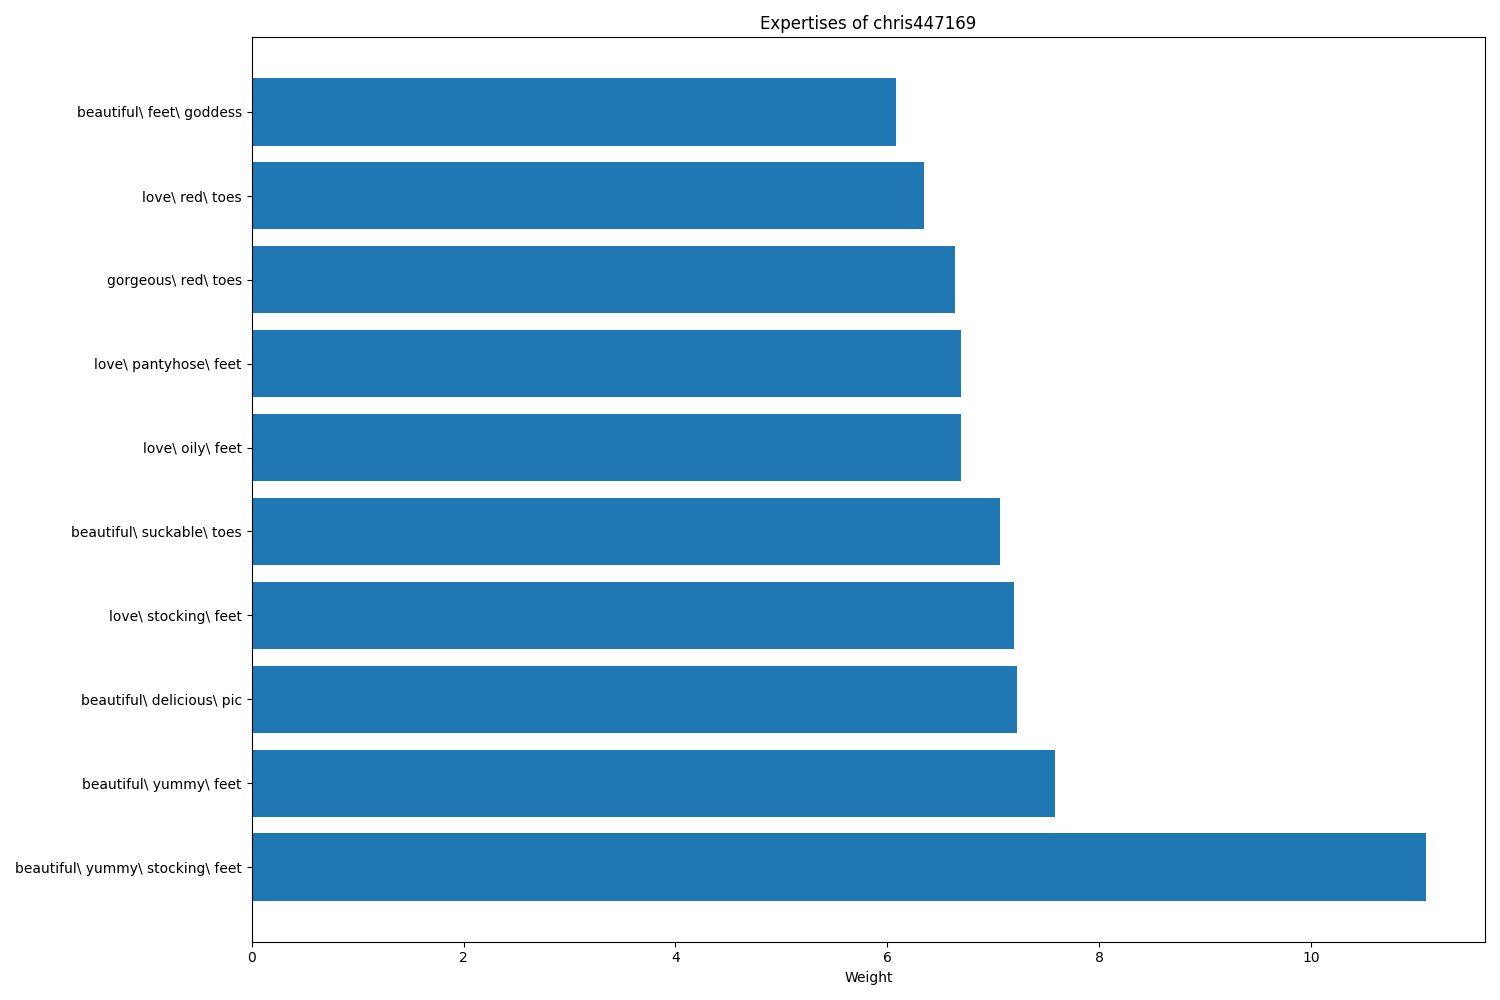 Expertises of chris447169
beautiful\ feet\ goddess
love\ red\ toes
gorgeous\ red\ toes
love\ pantyhose\ feet
love\ oily\ feet
beautiful\ suckable\ toes
love\ stocking\ feet
beautiful\ delicious\ pic
beautiful\ yummy\ feet
beautiful\ yummy\ stocking\ feet
0 2 4 6 8 10
Weight